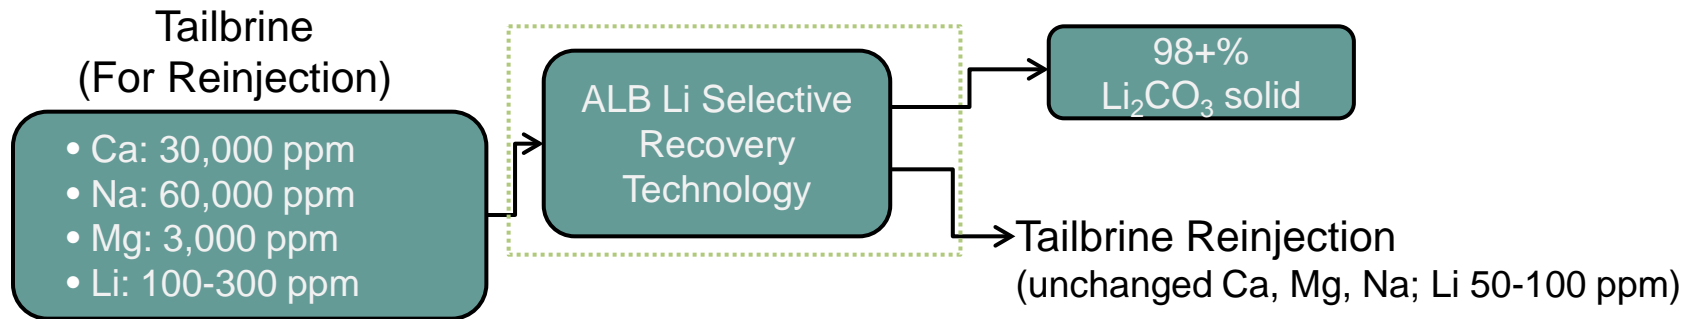 Tailbrine
(For Reinjection)
• Ca: 30,000 ppm
• Na: 60,000 ppm
• Mg: 3,000 ppm
• Li: 100-300 ppm
ALB Li Selective
Recovery
Technology
98+%
Li₂CO₃ solid
Tailbrine Reinjection
(unchanged Ca, Mg, Na; Li 50-100 ppm)